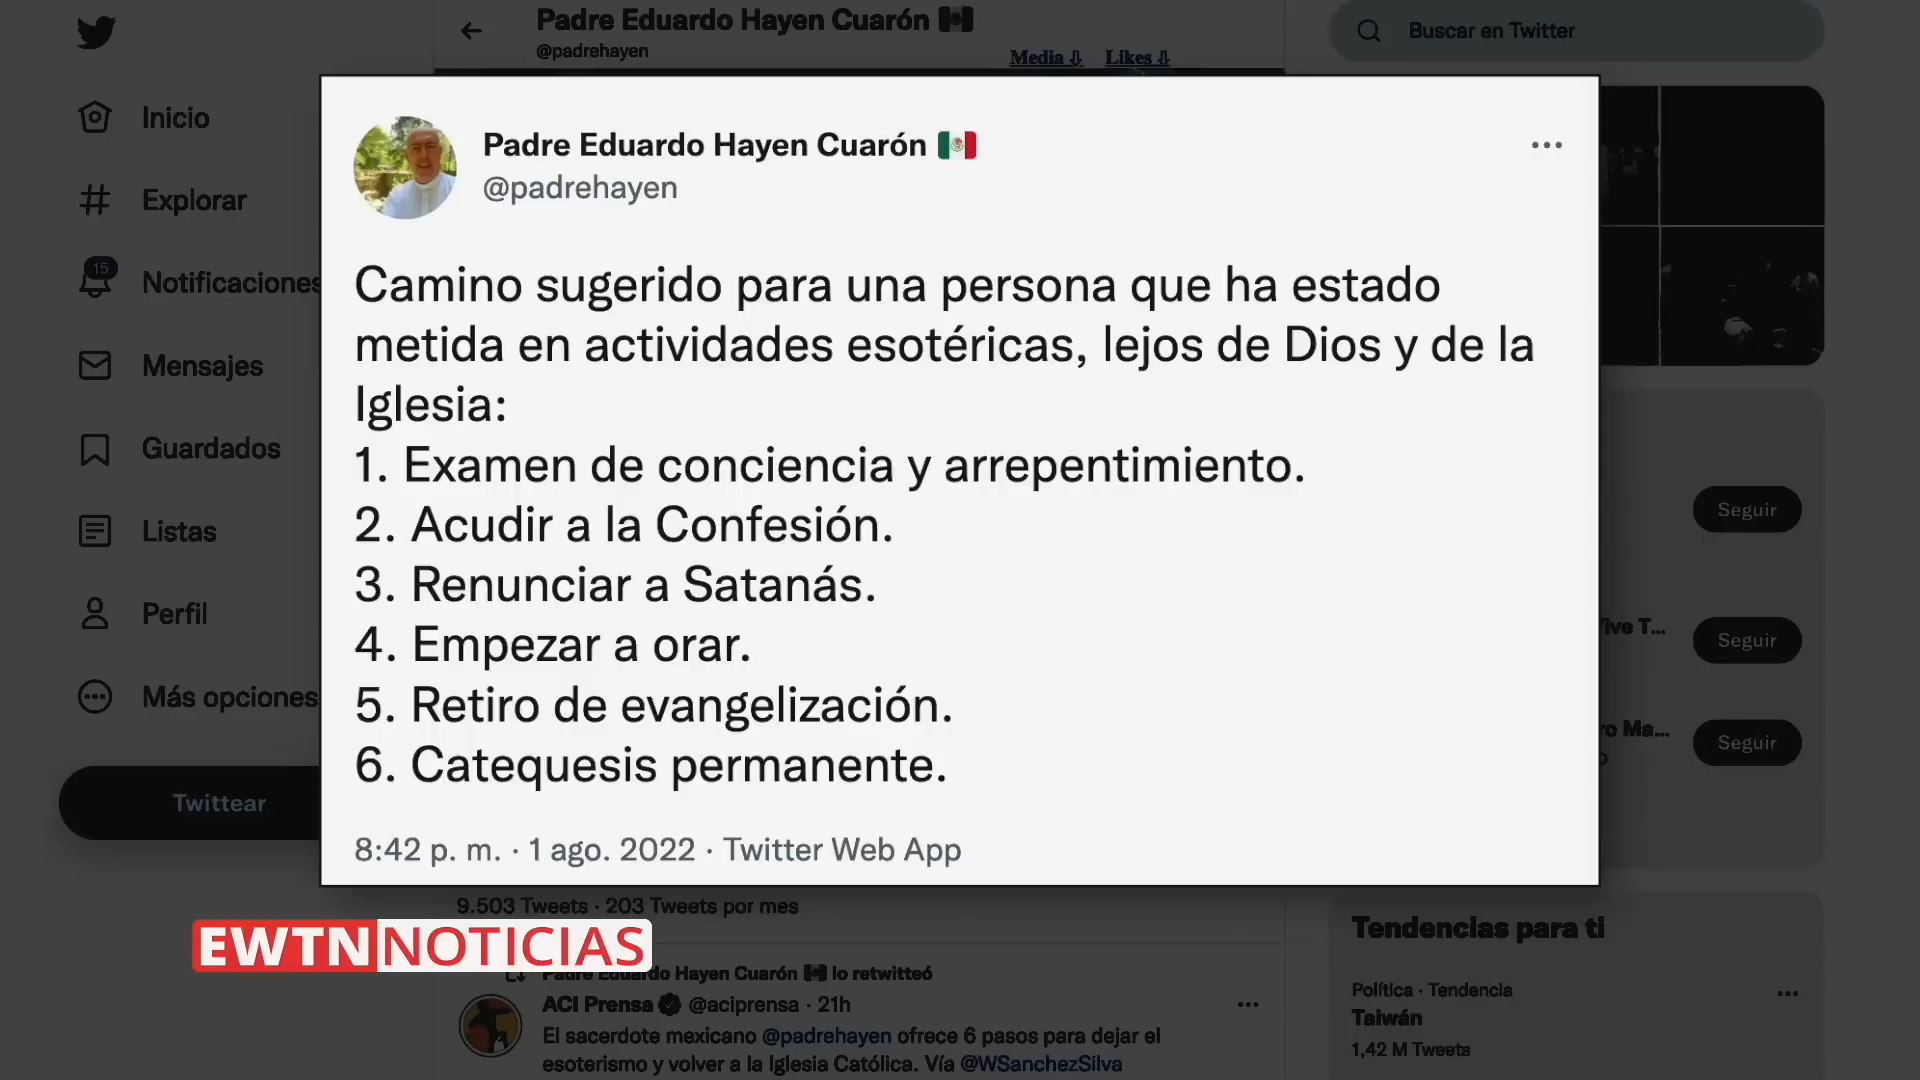 Padre Eduardo Hayen Cuarón
@padrehayen
Media ⇩ Likes ⇩
Buscar en Twitter
Inicio
Explorar
15
Notificaciones
Mensajes
Guardados
Listas
Perfil
Más opciones
Twittear
Padre Eduardo Hayen Cuarón
@padrehayen
Camino sugerido para una persona que ha estado
metida en actividades esotéricas, lejos de Dios y de la
Iglesia:
1. Examen de conciencia y arrepentimiento.
2. Acudir a la Confesión.
3. Renunciar a Satanás.
4. Empezar a orar.
5. Retiro de evangelización.
6. Catequesis permanente.
8:42 p. m. · 1 ago. 2022 · Twitter Web App
Seguir
Seguir
Seguir
9.503 Tweets · 203 Tweets por mes
EWTN NOTICIAS
Padre Eduardo Hayen Cuarón lo retwitteó
ACI Prensa @aciprensa · 21h
El sacerdote mexicano @padrehayen ofrece 6 pasos para dejar el
esoterismo y volver a la Iglesia Católica. Vía @WSanchezSilva
Tendencias para ti
Política · Tendencia
Taiwán
1,42 M Tweets